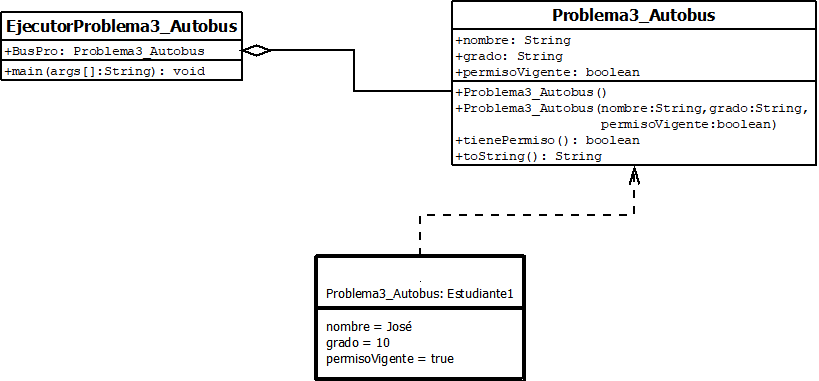 EjecutorProblema3_Autobus
+BusPro: Problema3_Autobus
+main(args[]:String): void
Problema3_Autobus
+nombre: String
+grado: String
+permisoVigente: boolean
+Problema3_Autobus()
+Problema3_Autobus(nombre:String,grado:String,
permisoVigente:boolean)
+tienePermiso(): boolean
+toString(): String
Problema3_Autobus: Estudiante1
nombre = José
grado = 10
permisoVigente = true